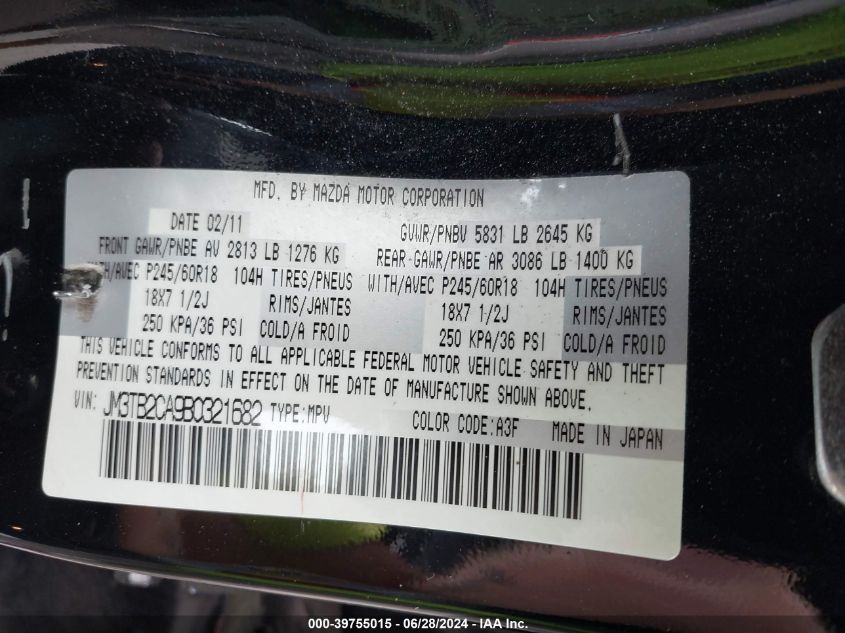 MFD. BY MAZDA MOTOR CORPORATION
DATE 02/11 GVWR/PNBV 5831 LB 2645 KG
FRONT GAWR/PNBE AV 2813 LB 1276 KG REAR GAWR/PNBE AR 3086 LB 1400 KG
WITH/AVEC P245/60R18 104H TIRES/PNEUS WITH/AVEC P245/60R18 104H TIRES/PNEUS
18X7 1/2J RIMS/JANTES 18X7 1/2J RIMS/JANTES
250 KPA/36 PSI COLD/A FROID 250 KPA/36 PSI COLD/A FROID
THIS VEHICLE CONFORMS TO ALL APPLICABLE FEDERAL MOTOR VEHICLE SAFETY AND THEFT
PREVENTION STANDARDS IN EFFECT ON THE DATE OF MANUFACTURE SHOWN ABOVE.
VIN: JM3TB2CA9B0321682 TYPE:MPV COLOR CODE:A3F MADE IN JAPAN
000-39755015 - 06/28/2024 - IAA Inc.